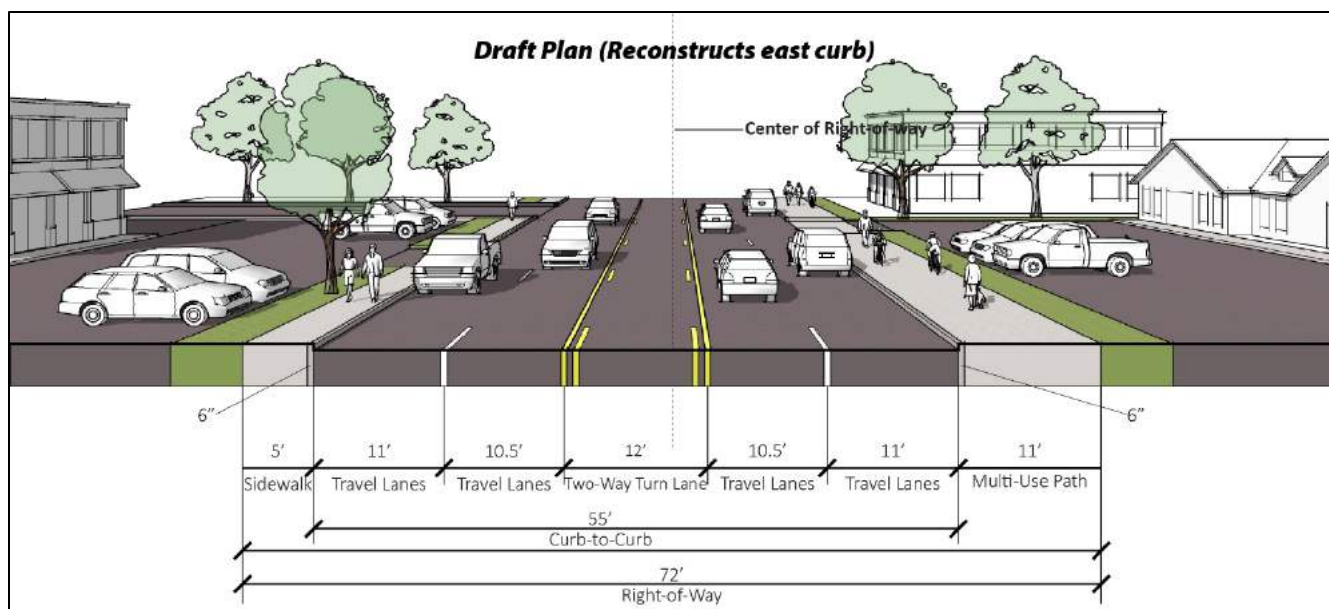 Draft Plan (Reconstructs east curb)
Center of Right-of-way
6”
6”
5’ 11’ 10.5’ 12’ 10.5’ 11’ 11’
Sidewalk Travel Lanes Travel Lanes Two-Way Turn Lane Travel Lanes Travel Lanes Multi-Use Path
55’
Curb-to-Curb
72’
Right-of-Way